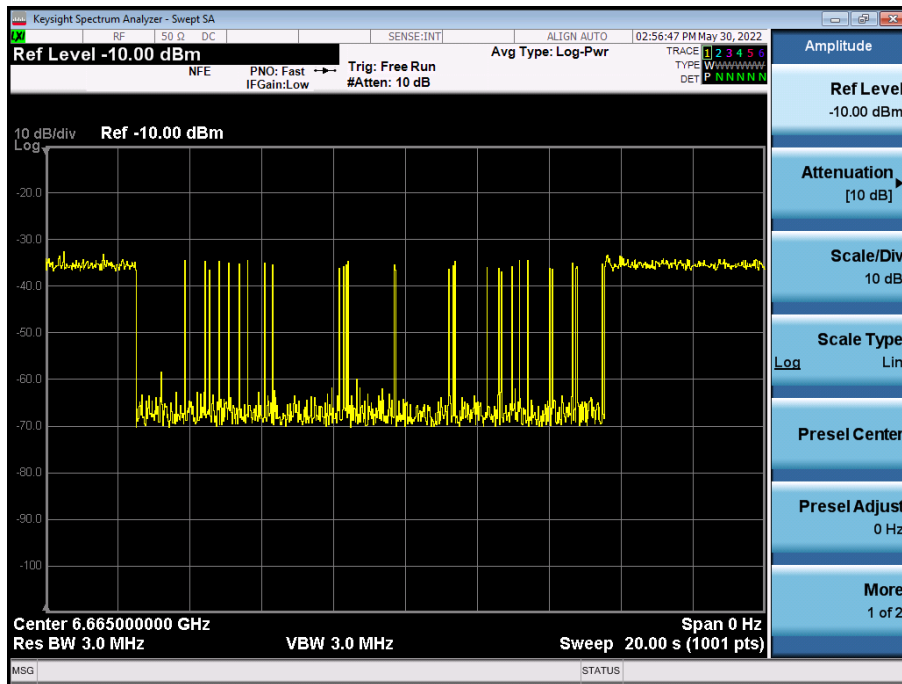 Keysight Spectrum Analyzer - Swept SA
LXI RF 50 Ω DC SENSE:INT ALIGN AUTO 02:56:47 PM May 30, 2022
Ref Level -10.00 dBm
NFE
PNO: Fast
IFGain:Low
Trig: Free Run
#Atten: 10 dB
Avg Type: Log-Pwr
TRACE 1 2 3 4 5 6
TYPE WWWWWW
DET P N N N N N
10 dB/div Ref -10.00 dBm
Log
-20.0
-30.0
-40.0
-50.0
-60.0
-70.0
-80.0
-90.0
-100
Center 6.665000000 GHz Span 0 Hz
Res BW 3.0 MHz VBW 3.0 MHz Sweep 20.00 s (1001 pts)
MSG STATUS
Amplitude
Ref Level
-10.00 dBm
Attenuation
[10 dB]
Scale/Div
10 dB
Scale Type
Log Lin
Presel Center
Presel Adjust
0 Hz
More
1 of 2